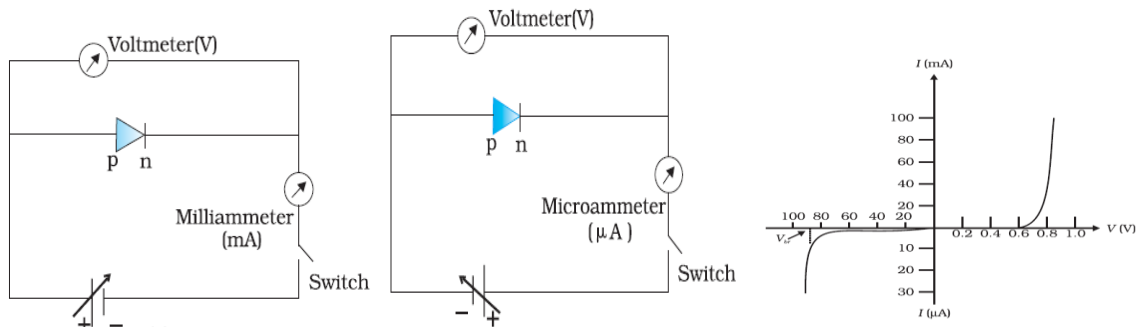 Voltmeter(V)
p n
Milliammeter
(mA)
Switch
+ –
Voltmeter(V)
p n
Microammeter
(μA)
Switch
– +
I (mA)
100
80
60
40
20
100 80 60 40 20
0.2 0.4 0.6 0.8 1.0 V (V)
Vbr
10
20
30
I (μA)